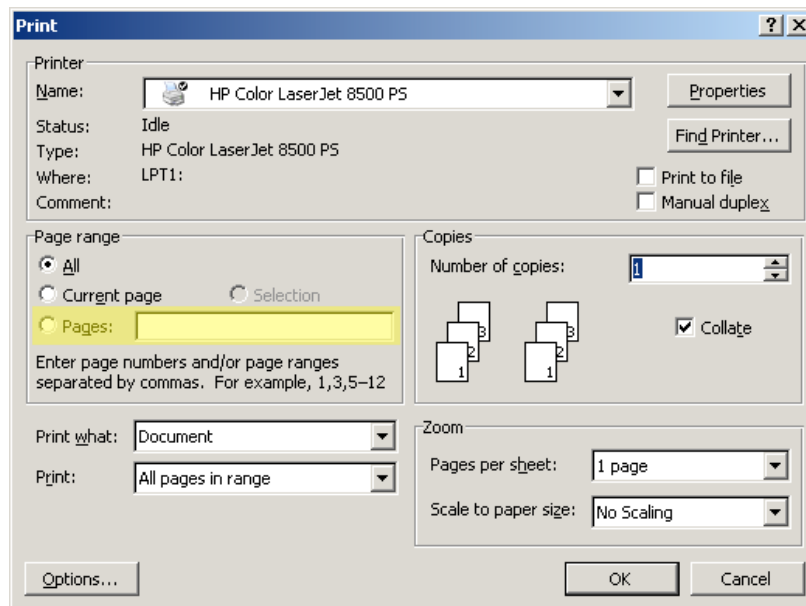 Print
Printer
Name: HP Color LaserJet 8500 PS Properties
Status: Idle Find Printer...
Type: HP Color LaserJet 8500 PS
Where: LPT1: Print to file
Comment: Manual duplex
Page range
All
Current page Selection
Pages:
Enter page numbers and/or page ranges
separated by commas. For example, 1,3,5–12
Copies
Number of copies: 1
3 3
2 2
1 1
Collate
Print what: Document
Print: All pages in range
Zoom
Pages per sheet: 1 page
Scale to paper size: No Scaling
Options... OK Cancel